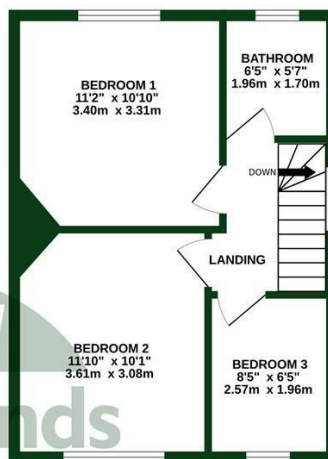 BEDROOM 1
11'2" x 10'10"
3.40m x 3.31m
BATHROOM
6'5" x 5'7"
1.96m x 1.70m
DOWN
LANDING
BEDROOM 2
11'10" x 10'1"
3.61m x 3.08m
BEDROOM 3
8'5" x 6'5"
2.57m x 1.96m
nds